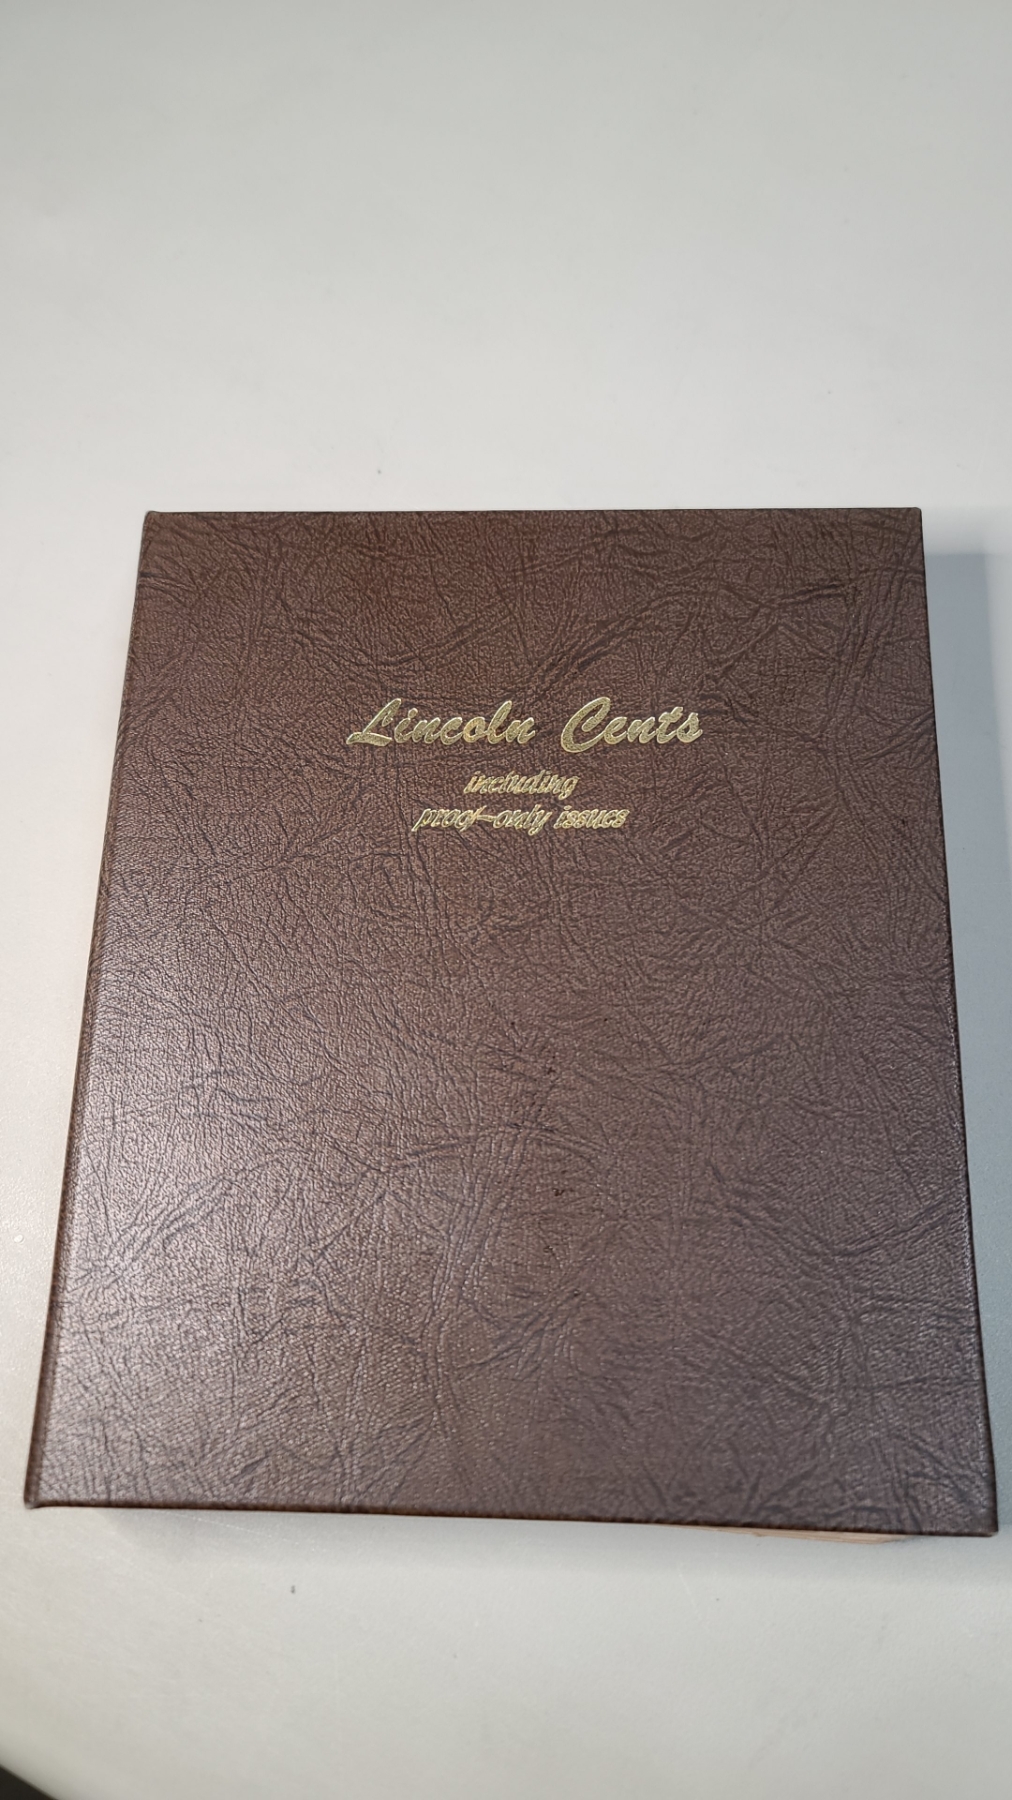 Lincoln Cents
including
proof-only issues